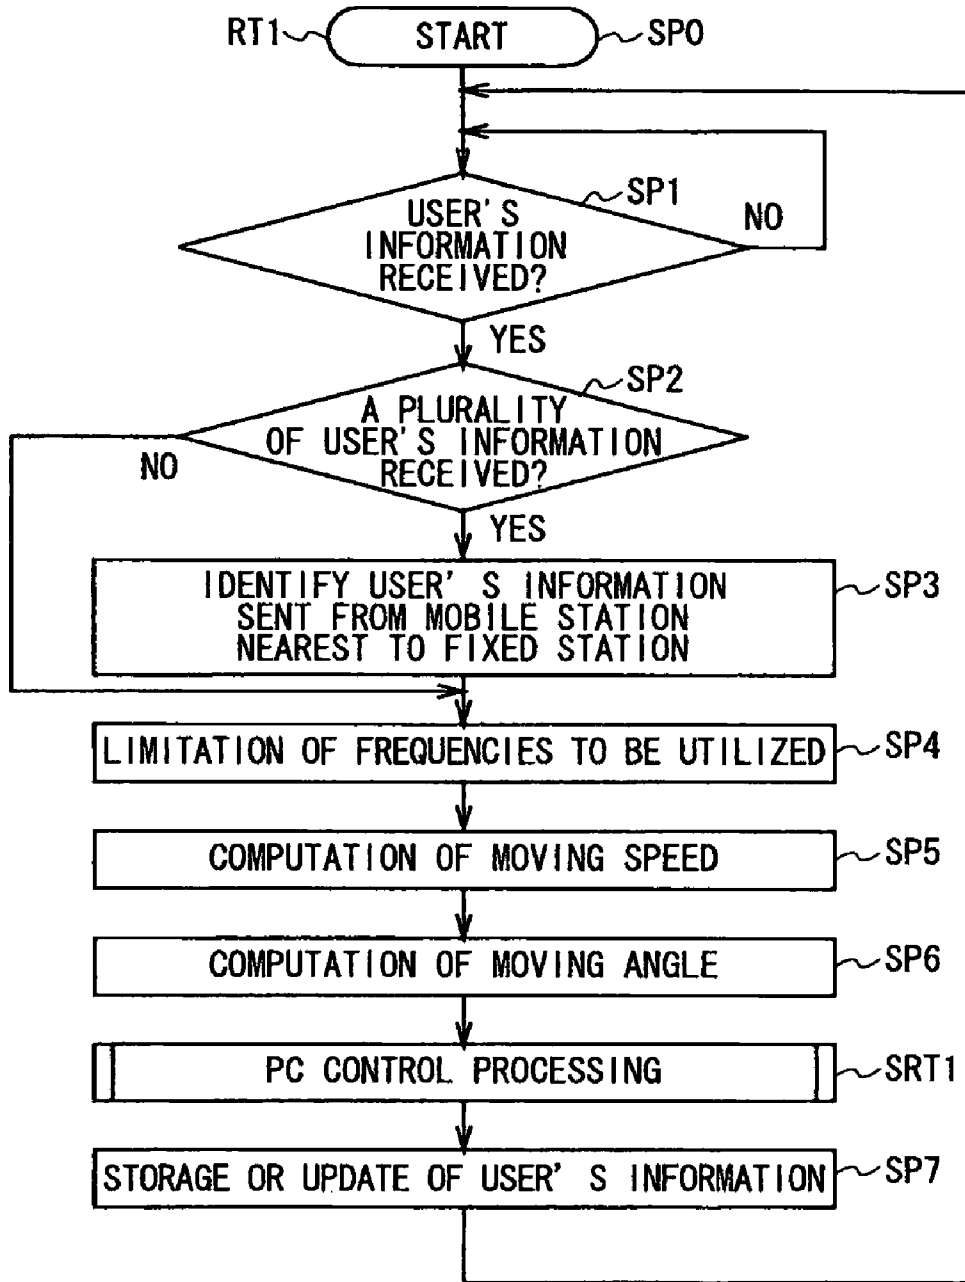 RT1 START SP0
SP1
USER'S
INFORMATION
RECEIVED?
NO
YES
SP2
A PLURALITY
OF USER'S INFORMATION
RECEIVED?
NO
YES
IDENTIFY USER' S INFORMATION
SENT FROM MOBILE STATION
NEAREST TO FIXED STATION
SP3
LIMITATION OF FREQUENCIES TO BE UTILIZED
SP4
COMPUTATION OF MOVING SPEED
SP5
COMPUTATION OF MOVING ANGLE
SP6
PC CONTROL PROCESSING
SRT1
STORAGE OR UPDATE OF USER' S INFORMATION
SP7